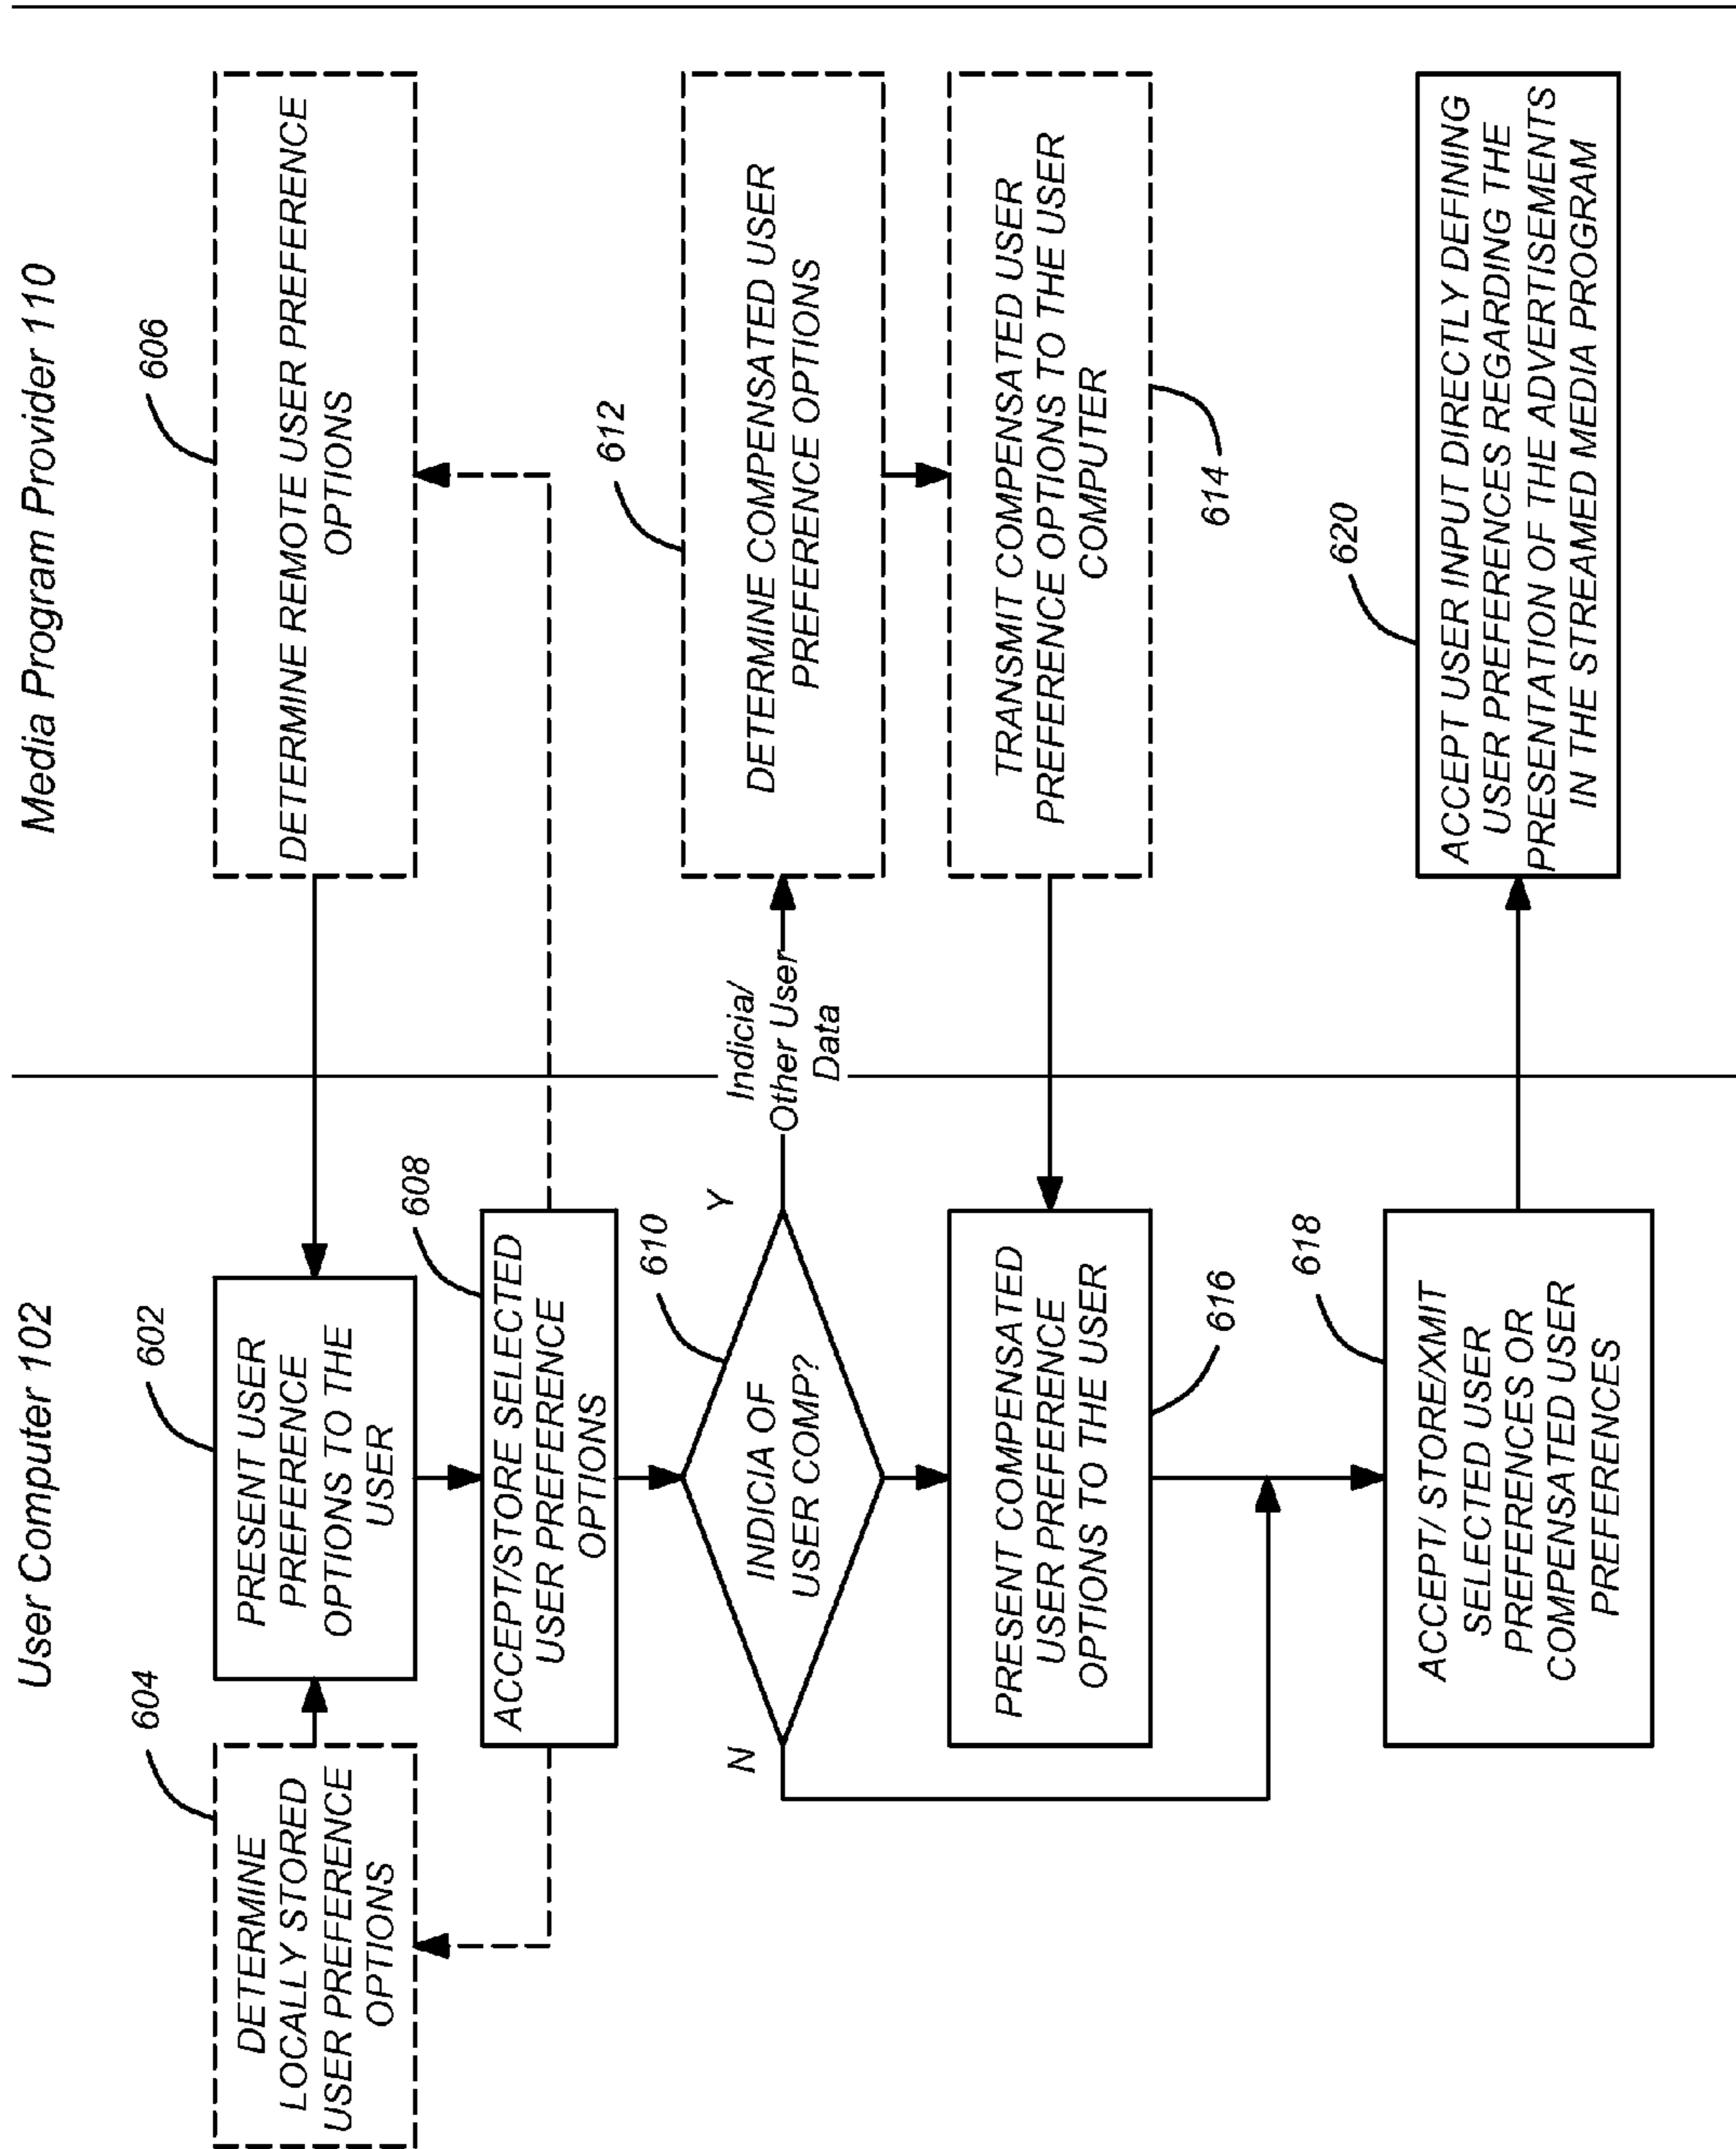 User Computer 102
Media Program Provider 110
604
DETERMINE
LOCALLY STORED
USER PREFERENCE
OPTIONS
602
PRESENT USER
PREFERENCE
OPTIONS TO THE
USER
606
DETERMINE REMOTE USER PREFERENCE
OPTIONS
608
ACCEPT/STORE SELECTED
USER PREFERENCE
OPTIONS
610
INDICIA OF
USER COMP?
N
Y
Indicia/
Other User
Data
612
DETERMINE COMPENSATED USER
PREFERENCE OPTIONS
TRANSMIT COMPENSATED USER
PREFERENCE OPTIONS TO THE USER
COMPUTER
614
PRESENT COMPENSATED
USER PREFERENCE
OPTIONS TO THE USER
616
618
ACCEPT/ STORE/XMIT
SELECTED USER
PREFERENCES OR
COMPENSATED USER
PREFERENCES
620
ACCEPT USER INPUT DIRECTLY DEFINING
USER PREFERENCES REGARDING THE
PRESENTATION OF THE ADVERTISEMENTS
IN THE STREAMED MEDIA PROGRAM